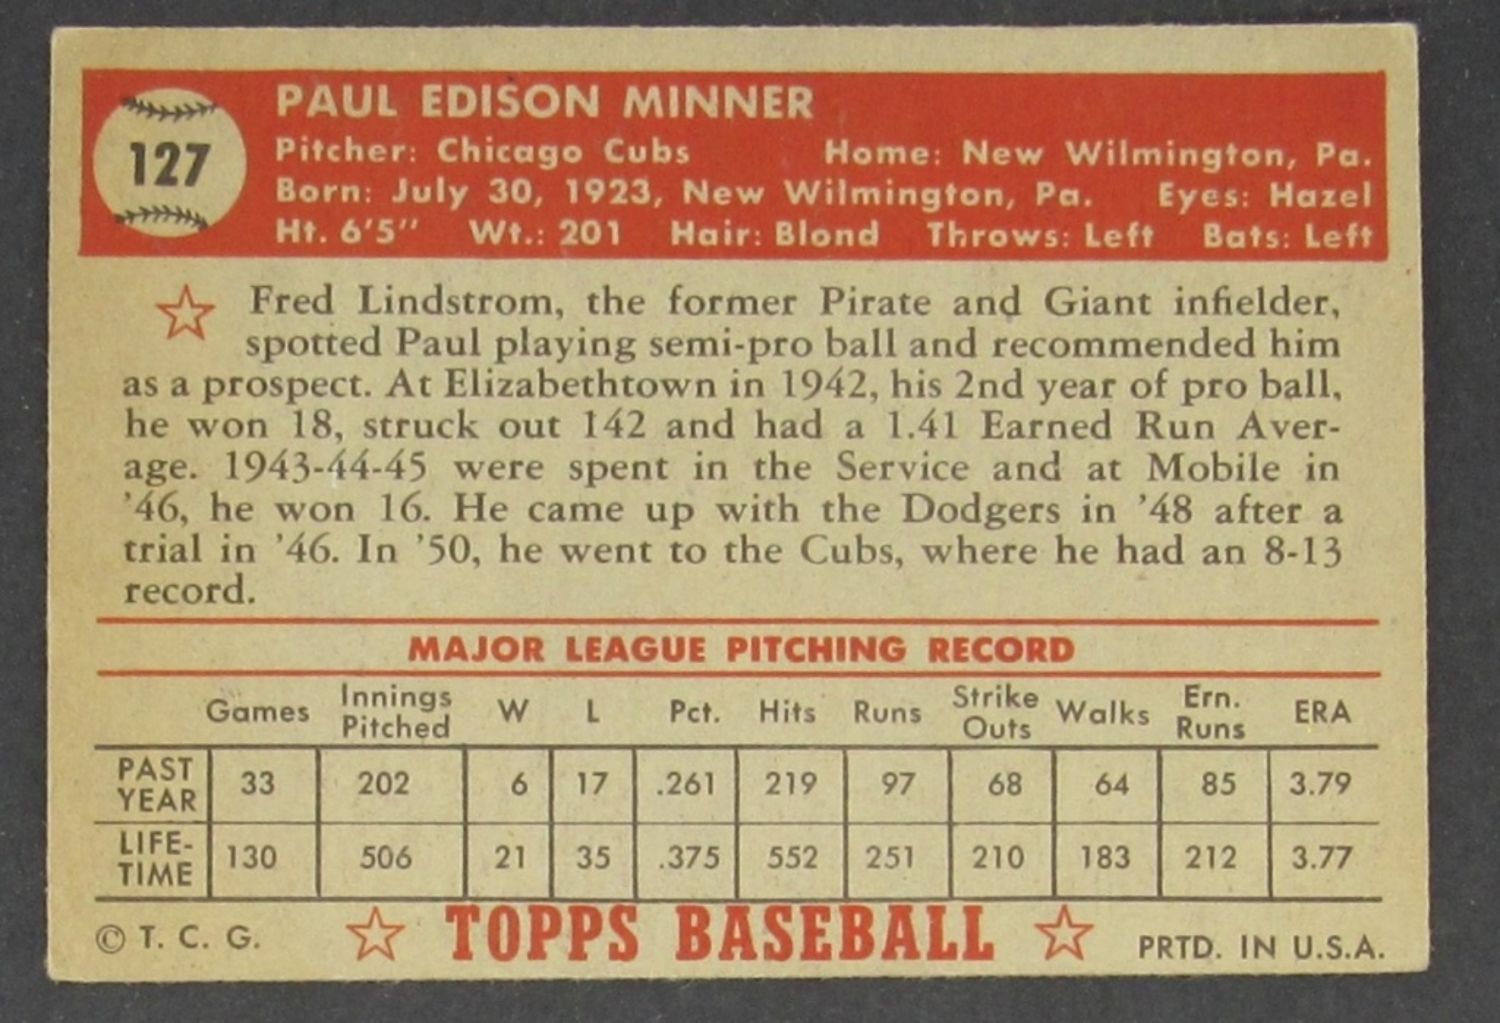 127
PAUL EDISON MINNER
Pitcher: Chicago Cubs Home: New Wilmington, Pa.
Born: July 30, 1923, New Wilmington, Pa. Eyes: Hazel
Ht. 6'5" Wt.: 201 Hair: Blond Throws: Left Bats: Left
Fred Lindstrom, the former Pirate and Giant infielder,
spotted Paul playing semi-pro ball and recommended him
as a prospect. At Elizabethtown in 1942, his 2nd year of pro ball,
he won 18, struck out 142 and had a 1.41 Earned Run Aver-
age. 1943-44-45 were spent in the Service and at Mobile in
'46, he won 16. He came up with the Dodgers in '48 after a
trial in '46. In '50, he went to the Cubs, where he had an 8-13
record.
MAJOR LEAGUE PITCHING RECORD
Games Innings Pitched W L Pct. Hits Runs Strike Outs Walks Ern. Runs ERA
PAST YEAR 33 202 6 17 .261 219 97 68 64 85 3.79
LIFE-TIME 130 506 21 35 .375 552 251 210 183 212 3.77
© T. C. G. TOPPS BASEBALL PRTD. IN U.S.A.